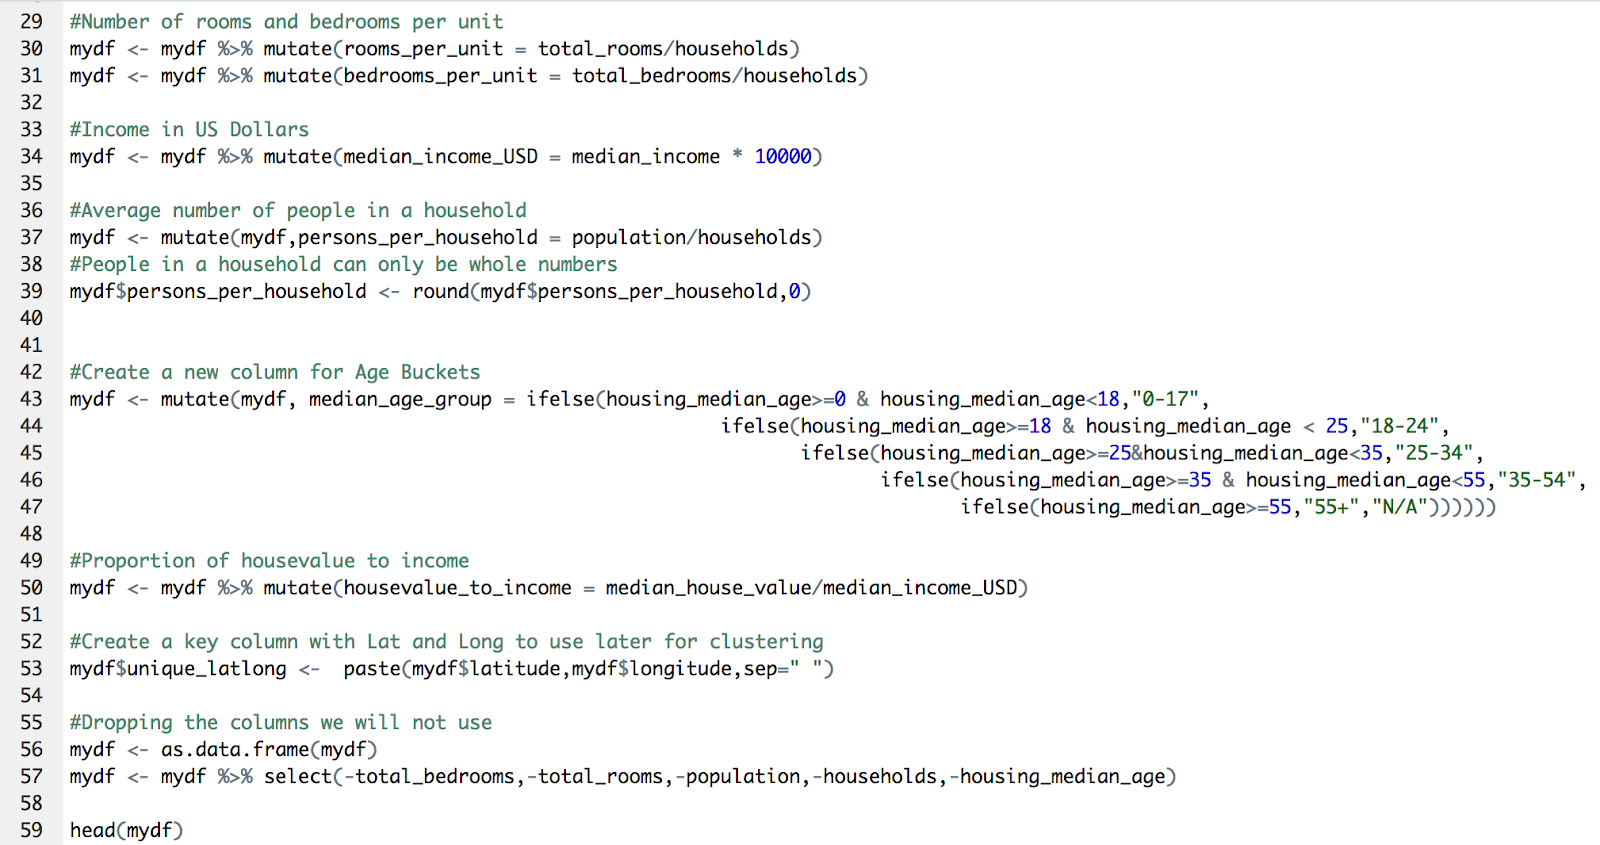 29 #Number of rooms and bedrooms per unit
30 mydf <- mydf %>% mutate(rooms_per_unit = total_rooms/households)
31 mydf <- mydf %>% mutate(bedrooms_per_unit = total_bedrooms/households)
32
33 #Income in US Dollars
34 mydf <- mydf %>% mutate(median_income_USD = median_income * 10000)
35
36 #Average number of people in a household
37 mydf <- mutate(mydf,persons_per_household = population/households)
38 #People in a household can only be whole numbers
39 mydf$persons_per_household <- round(mydf$persons_per_household,0)
40
41
42 #Create a new column for Age Buckets
43 mydf <- mutate(mydf, median_age_group = ifelse(housing_median_age>=0 & housing_median_age<18,"0-17",
44 ifelse(housing_median_age>=18 & housing_median_age < 25,"18-24",
45 ifelse(housing_median_age>=25&housing_median_age<35,"25-34",
46 ifelse(housing_median_age>=35 & housing_median_age<55,"35-54",
47 ifelse(housing_median_age>=55,"55+","N/A"))))))
48
49 #Proportion of housevalue to income
50 mydf <- mydf %>% mutate(housevalue_to_income = median_house_value/median_income_USD)
51
52 #Create a key column with Lat and Long to use later for clustering
53 mydf$unique_latlong <-  paste(mydf$latitude,mydf$longitude,sep=" ")
54
55 #Dropping the columns we will not use
56 mydf <- as.data.frame(mydf)
57 mydf <- mydf %>% select(-total_bedrooms,-total_rooms,-population,-households,-housing_median_age)
58
59 head(mydf)